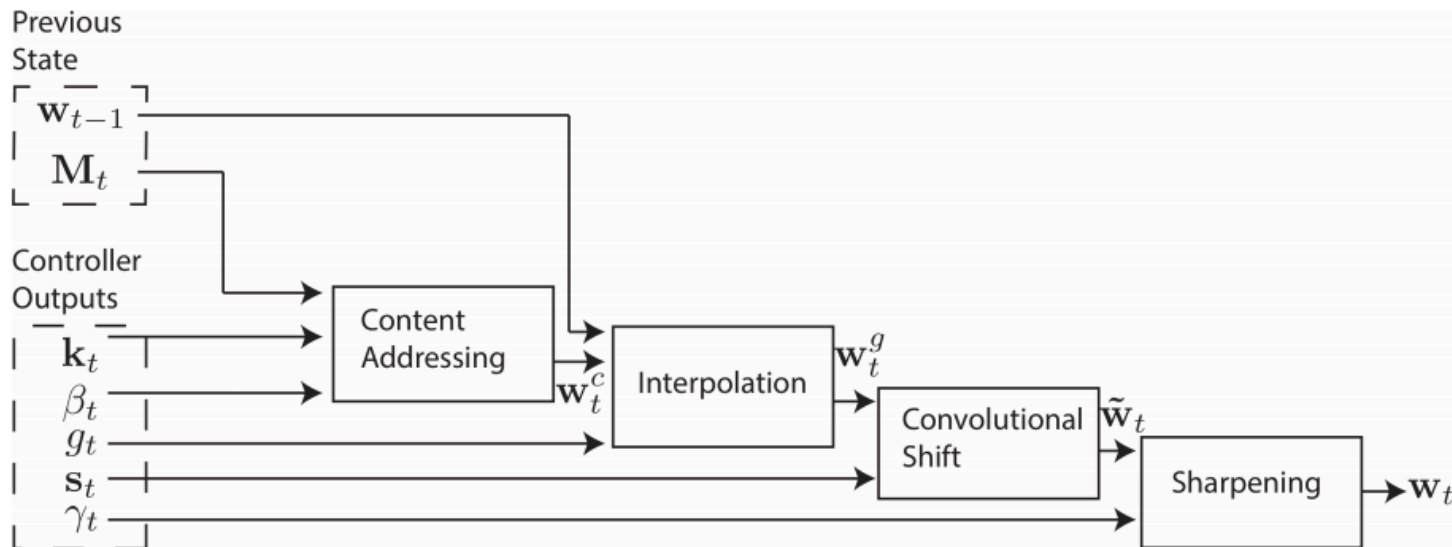 Previous
State
w_{t−1}
M_t
Controller
Outputs
k_t
β_t
g_t
s_t
γ_t
Content
Addressing
w_t^c
Interpolation
w_t^g
Convolutional
Shift
w̃_t
Sharpening
w_t